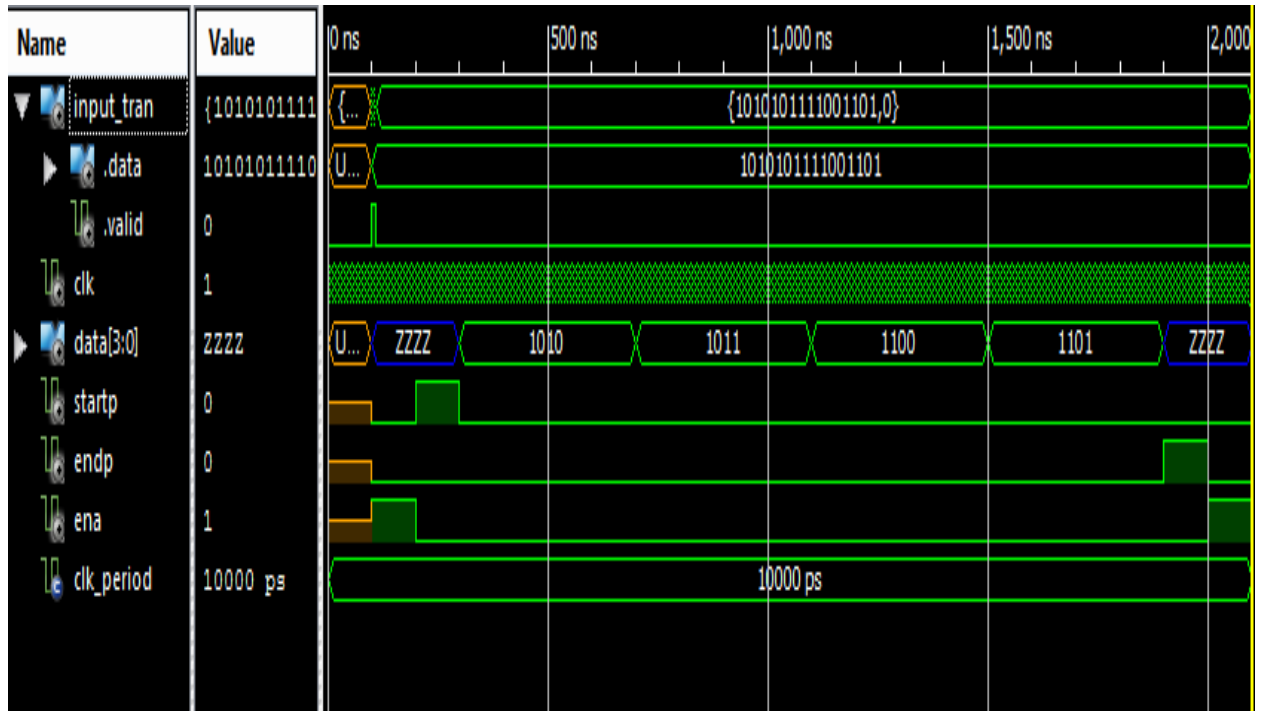 Name Value 0 ns 500 ns 1,000 ns 1,500 ns 2,000
input_tran {1010101111 {... {1010101111001101,0}
.data 10101011110 U... 1010101111001101
.valid 0
clk 1
data[3:0] ZZZZ U... ZZZZ 1010 1011 1100 1101 ZZZZ
startp 0
endp 0
ena 1
clk_period 10000 ps 10000 ps